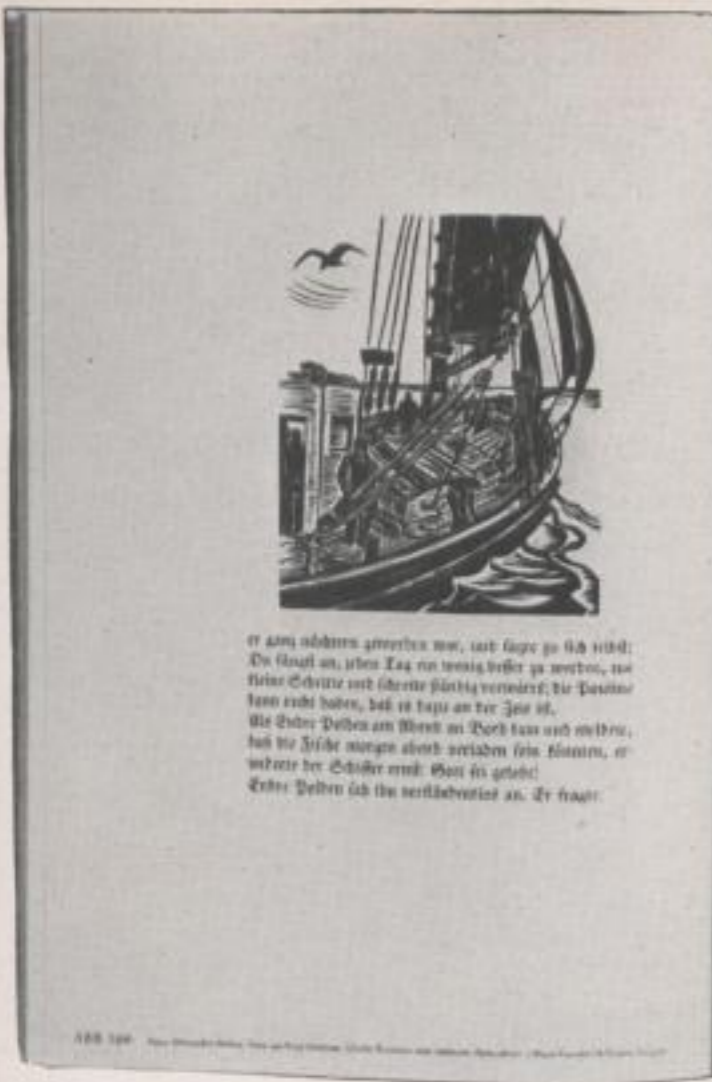 er ganz nüchtern geworden war, und sagte zu sich selbst:
Du fängst an, jeden Tag ein wenig besser zu werden, nur
kleine Schritte und schreite ständig vorwärts; die Pauline
kann recht haben, daß es dazu an der Zeit ist.
Als Endre Polden am Abend an Bord kam und meldete,
daß die Fische morgen abend verladen sein könnten, er
widerte der Schiffer ernst: Gott sei gelobt!
Endre Polden sah ihn verständnislos an. Er fragte:
ABB